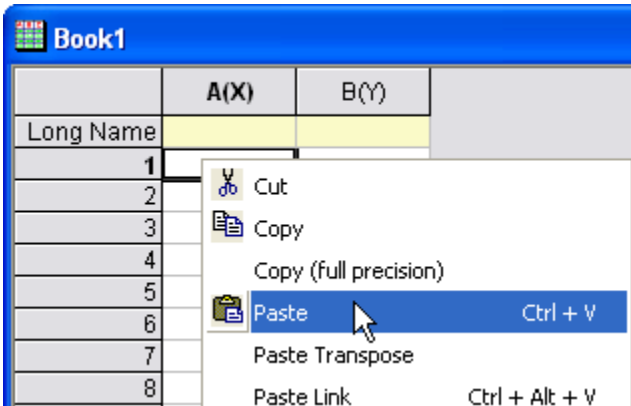 Book1
A(X) B(Y)
Long Name
1
2
3
4
5
6
7
8
Cut
Copy
Copy (full precision)
Paste Ctrl + V
Paste Transpose
Paste Link Ctrl + Alt + V